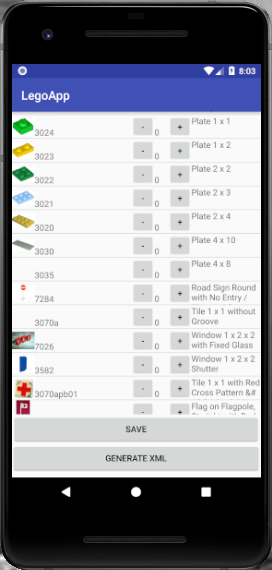 8:03
LegoApp
3024 - 0 + Plate 1 x 1
3023 - 0 + Plate 1 x 2
3022 - 0 + Plate 2 x 2
3021 - 0 + Plate 2 x 3
3020 - 0 + Plate 2 x 4
3030 - 0 + Plate 4 x 10
3035 - 0 + Plate 4 x 8
7284 - 0 + Road Sign Round
with No Entry /
3070a - 0 + Tile 1 x 1 without
Groove
7026 - 0 + Window 1 x 2 x 2
with Fixed Glass
3582 - 0 + Window 1 x 2 x 2
Shutter
3070apb01 - 0 + Tile 1 x 1 with Red
Cross Pattern &#
- + Flag on Flagpole,
SAVE
GENERATE XML